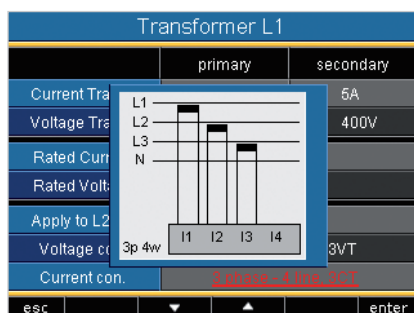 Transformer L1
primary secondary
Current Tra 5A
Voltage Tra 400V
Rated Curr
Rated Volt
Apply to L2
Voltage co 3VT
Current con. 3 phase - 4 line, 3CT
L1
L2
L3
N
3p 4w I1 I2 I3 I4
esc enter